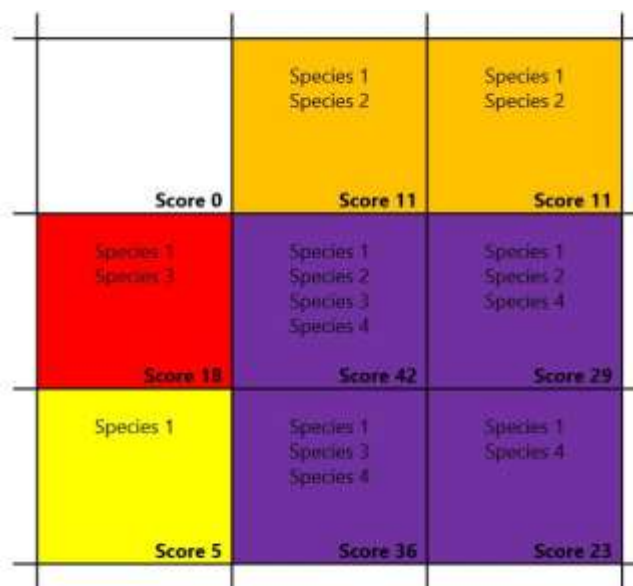 Score 0
Species 1
Species 2
Score 11
Species 1
Species 2
Score 11
Species 1
Species 3
Score 18
Species 1
Species 2
Species 3
Species 4
Score 42
Species 1
Species 2
Species 4
Score 29
Species 1
Score 5
Species 1
Species 3
Species 4
Score 36
Species 1
Species 4
Score 23